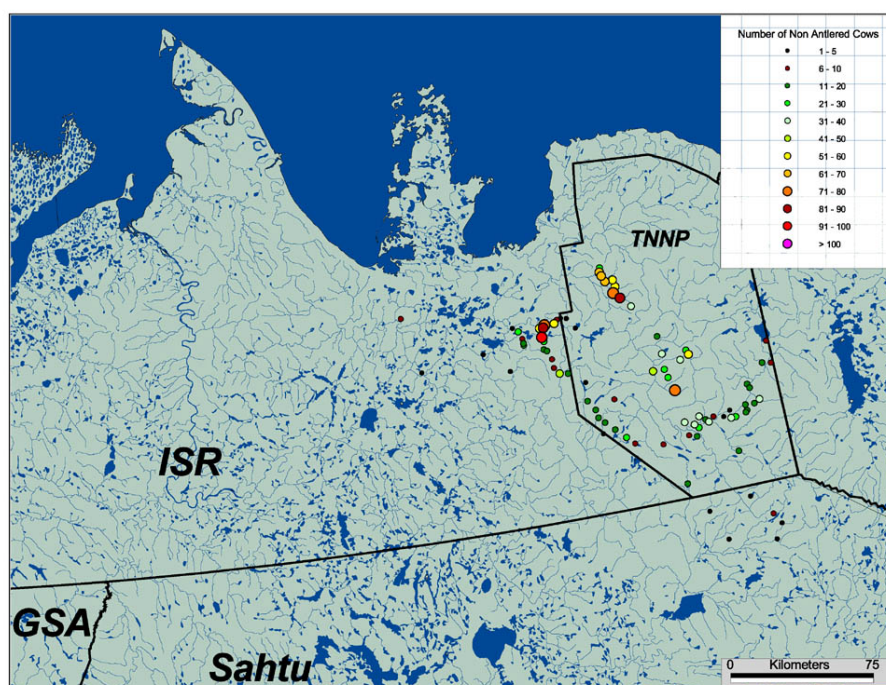 Number of Non Antlered Cows
1 - 5
6 - 10
11 - 20
21 - 30
31 - 40
41 - 50
51 - 60
61 - 70
71 - 80
81 - 90
91 - 100
> 100
TNNP
ISR
GSA
Sahtu
Kilometers
0 75